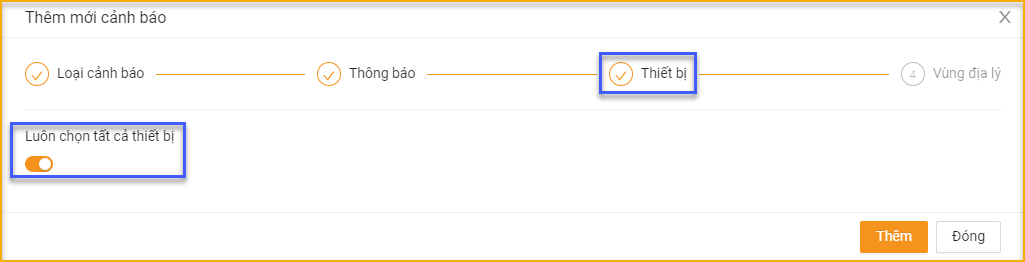 Thêm mới cảnh báo X
Loại cảnh báo Thông báo Thiết bị 4 Vùng địa lý
Luôn chọn tất cả thiết bị
Thêm Đóng